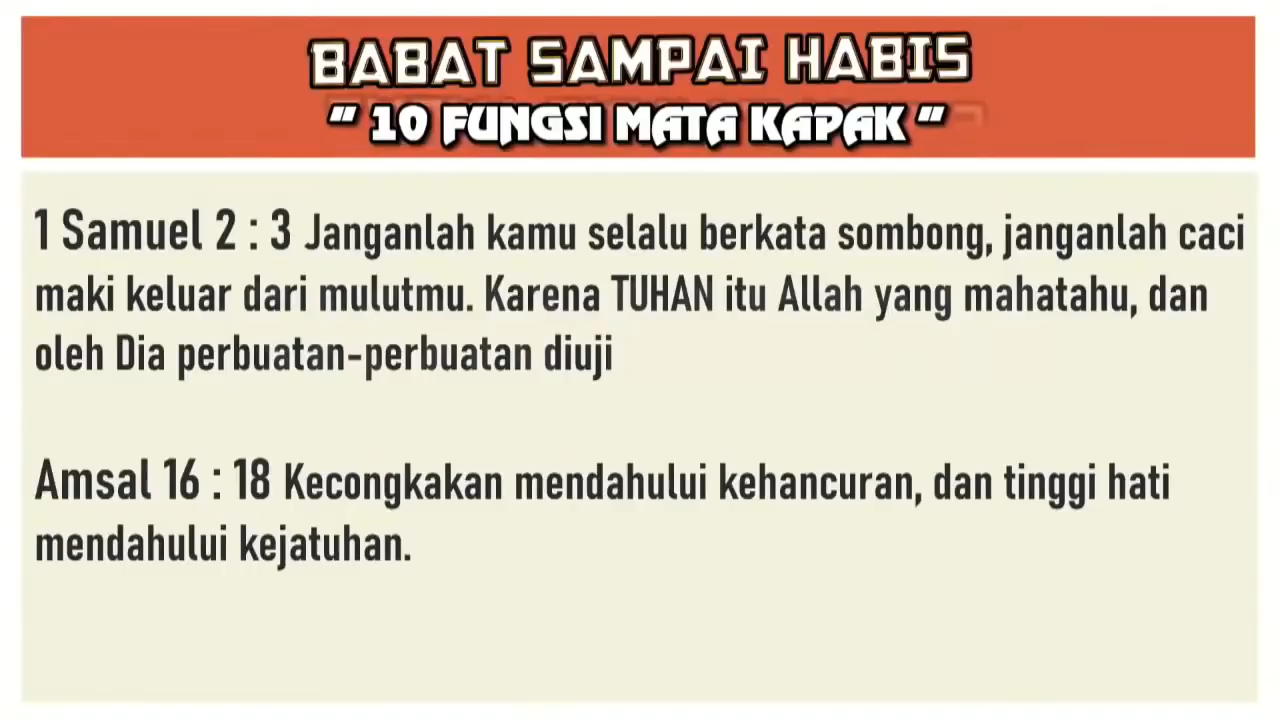 BABAT SAMPAI HABIS
" 10 FUNGSI MATA KAPAK "
1 Samuel 2 : 3 Janganlah kamu selalu berkata sombong, janganlah caci
maki keluar dari mulutmu. Karena TUHAN itu Allah yang mahatahu, dan
oleh Dia perbuatan-perbuatan diuji
Amsal 16 : 18 Kecongkakan mendahului kehancuran, dan tinggi hati
mendahului kejatuhan.